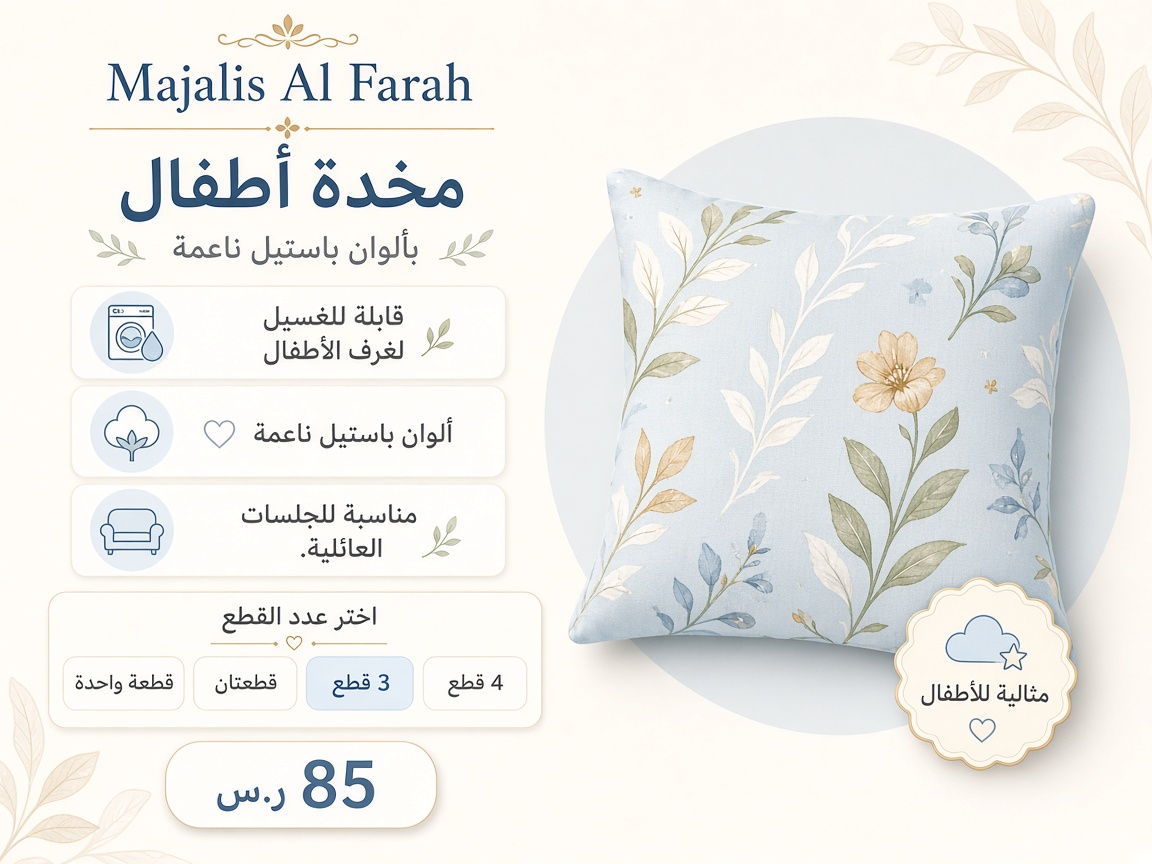 Majalis Al Farah
مخدة أطفال
بألوان باستيل ناعمة
قابلة للغسيل
لغرف الأطفال
ألوان باستيل ناعمة
مناسبة للجلسات
العائلية.
اختر عدد القطع
4 قطع
3 قطع
قطعتان
قطعة واحدة
85 ر.س
مثالية للأطفال